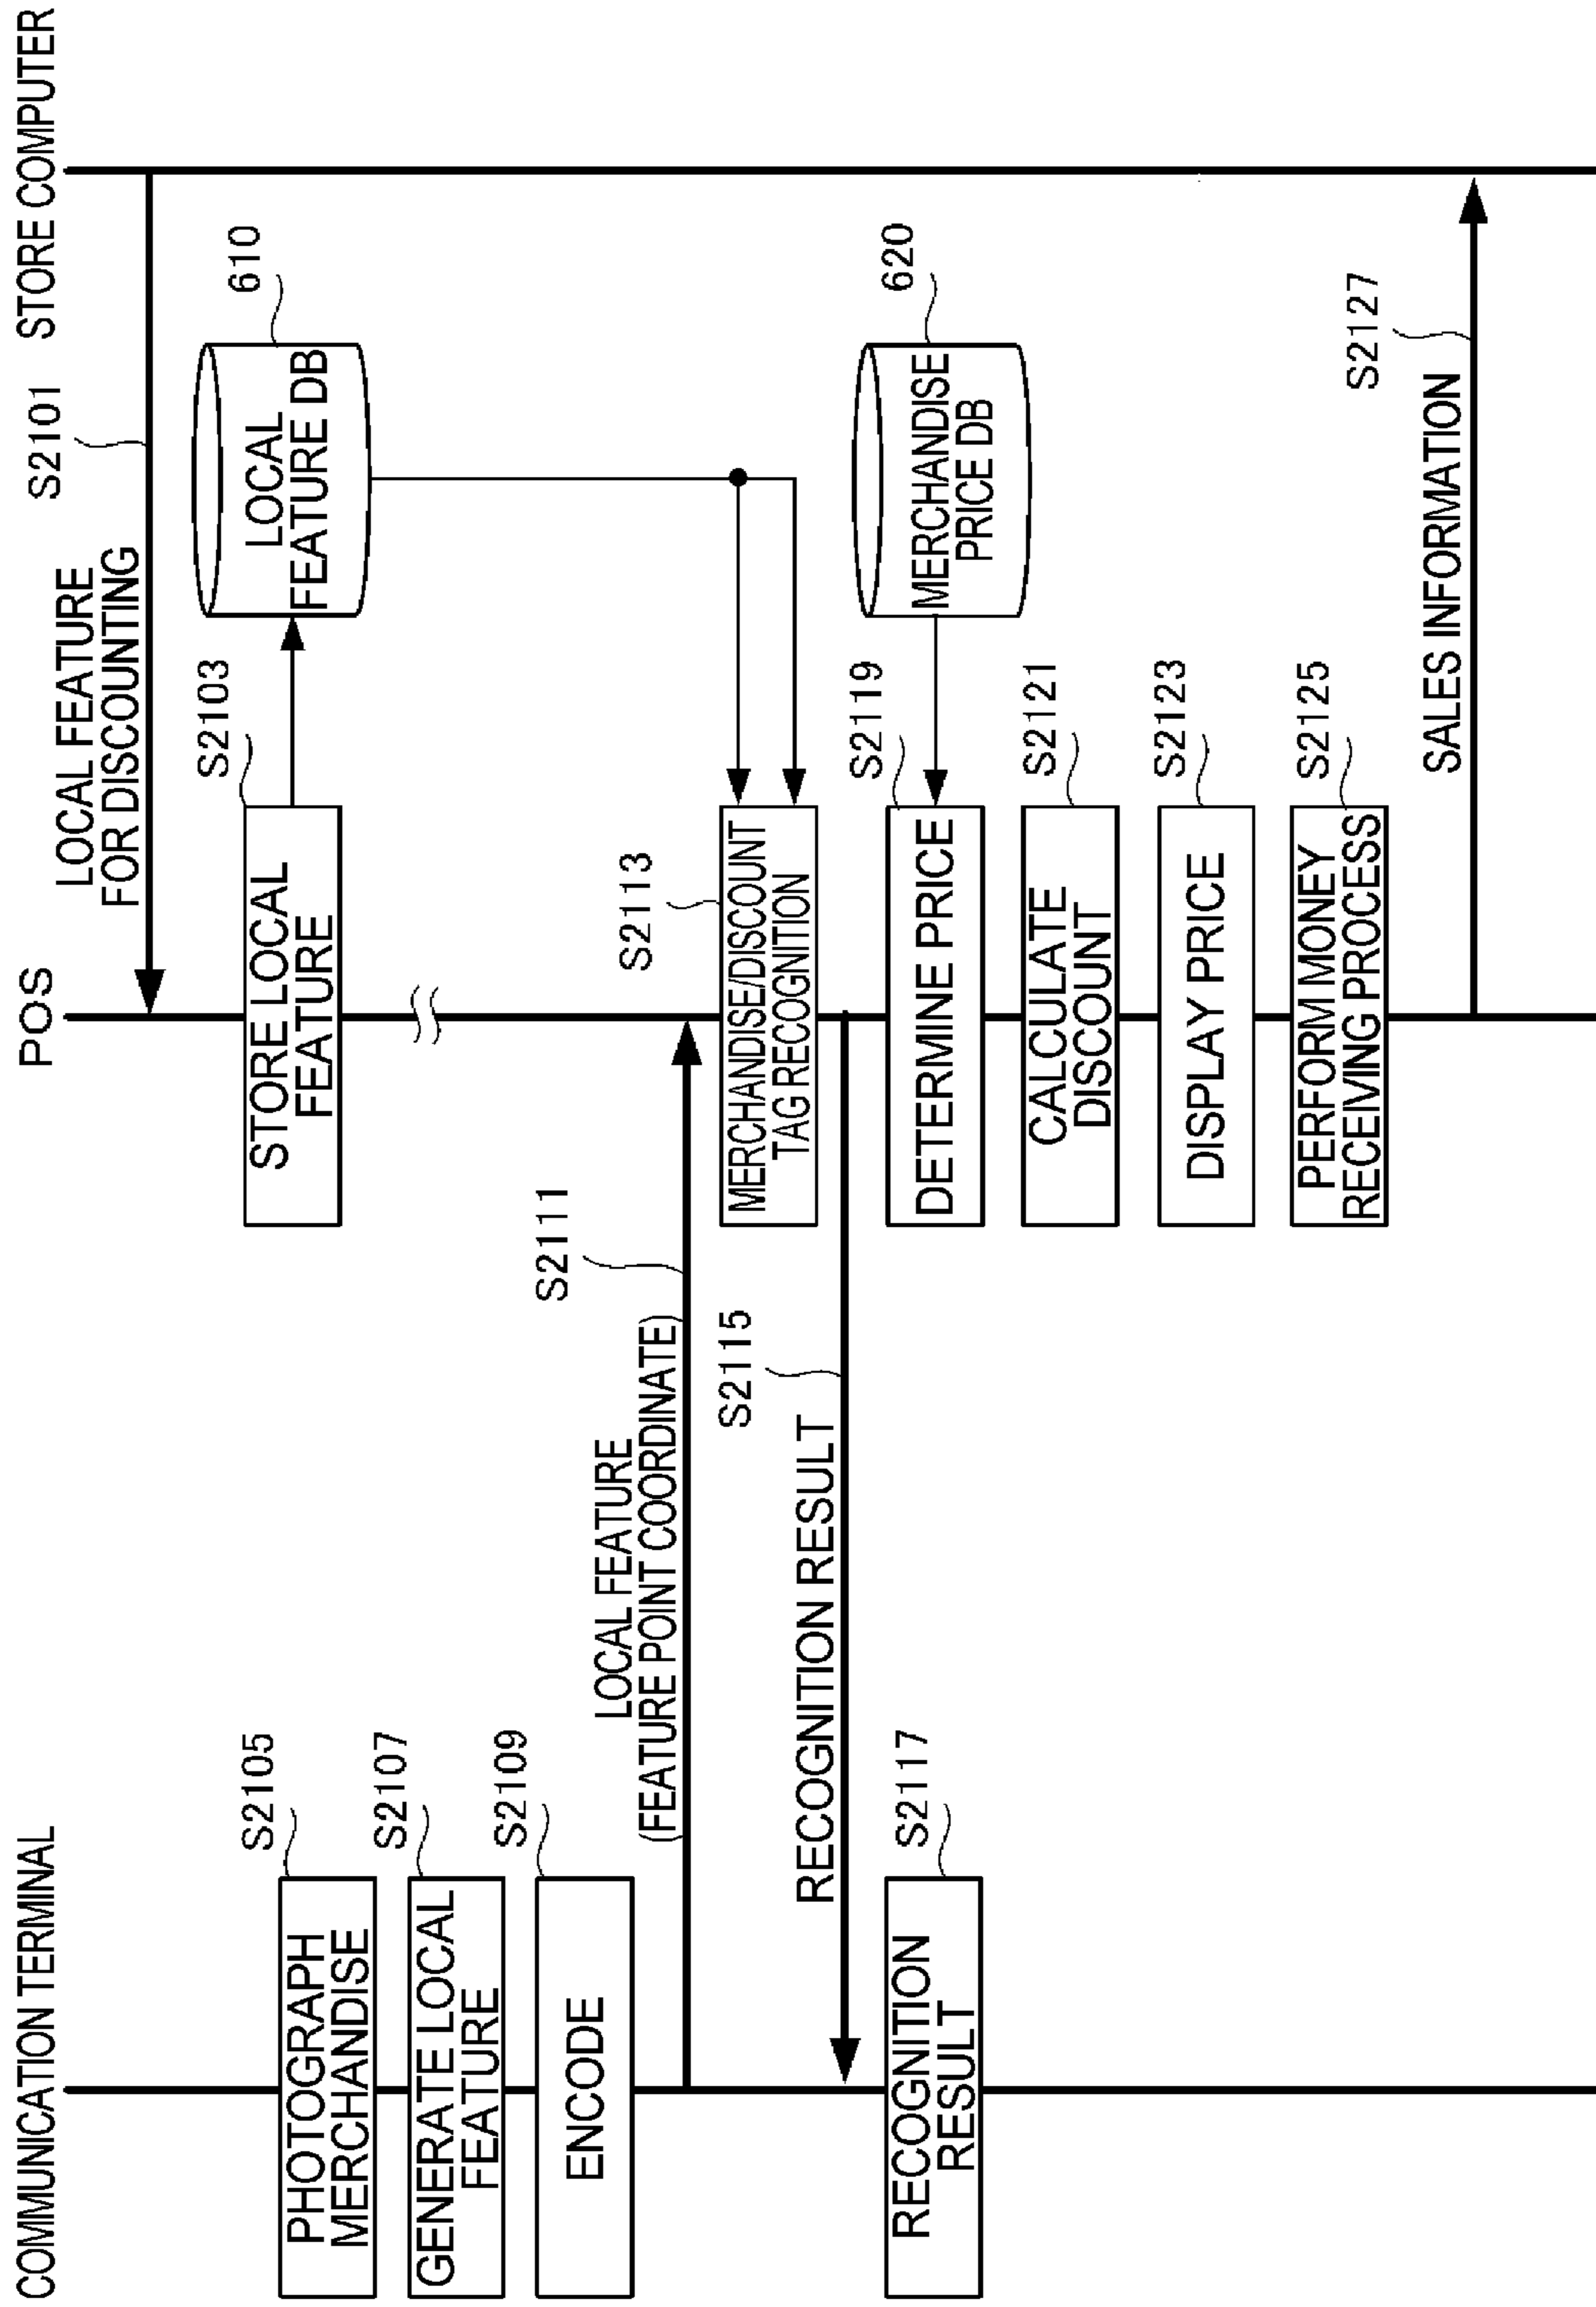 COMMUNICATION TERMINAL
POS
STORE COMPUTER
LOCAL FEATURE
FOR DISCOUNTING
S2101
STORE LOCAL
FEATURE
S2103
LOCAL
FEATURE DB
610
PHOTOGRAPH
MERCHANDISE
S2105
GENERATE LOCAL
FEATURE
S2107
ENCODE
S2109
LOCAL FEATURE
(FEATURE POINT COORDINATE)
S2111
MERCHANDISE/DISCOUNT
TAG RECOGNITION
S2113
RECOGNITION RESULT
S2115
RECOGNITION
RESULT
S2117
DETERMINE PRICE
S2119
MERCHANDISE
PRICE DB
620
CALCULATE
DISCOUNT
S2121
DISPLAY PRICE
S2123
PERFORM MONEY
RECEIVING PROCESS
S2125
SALES INFORMATION
S2127